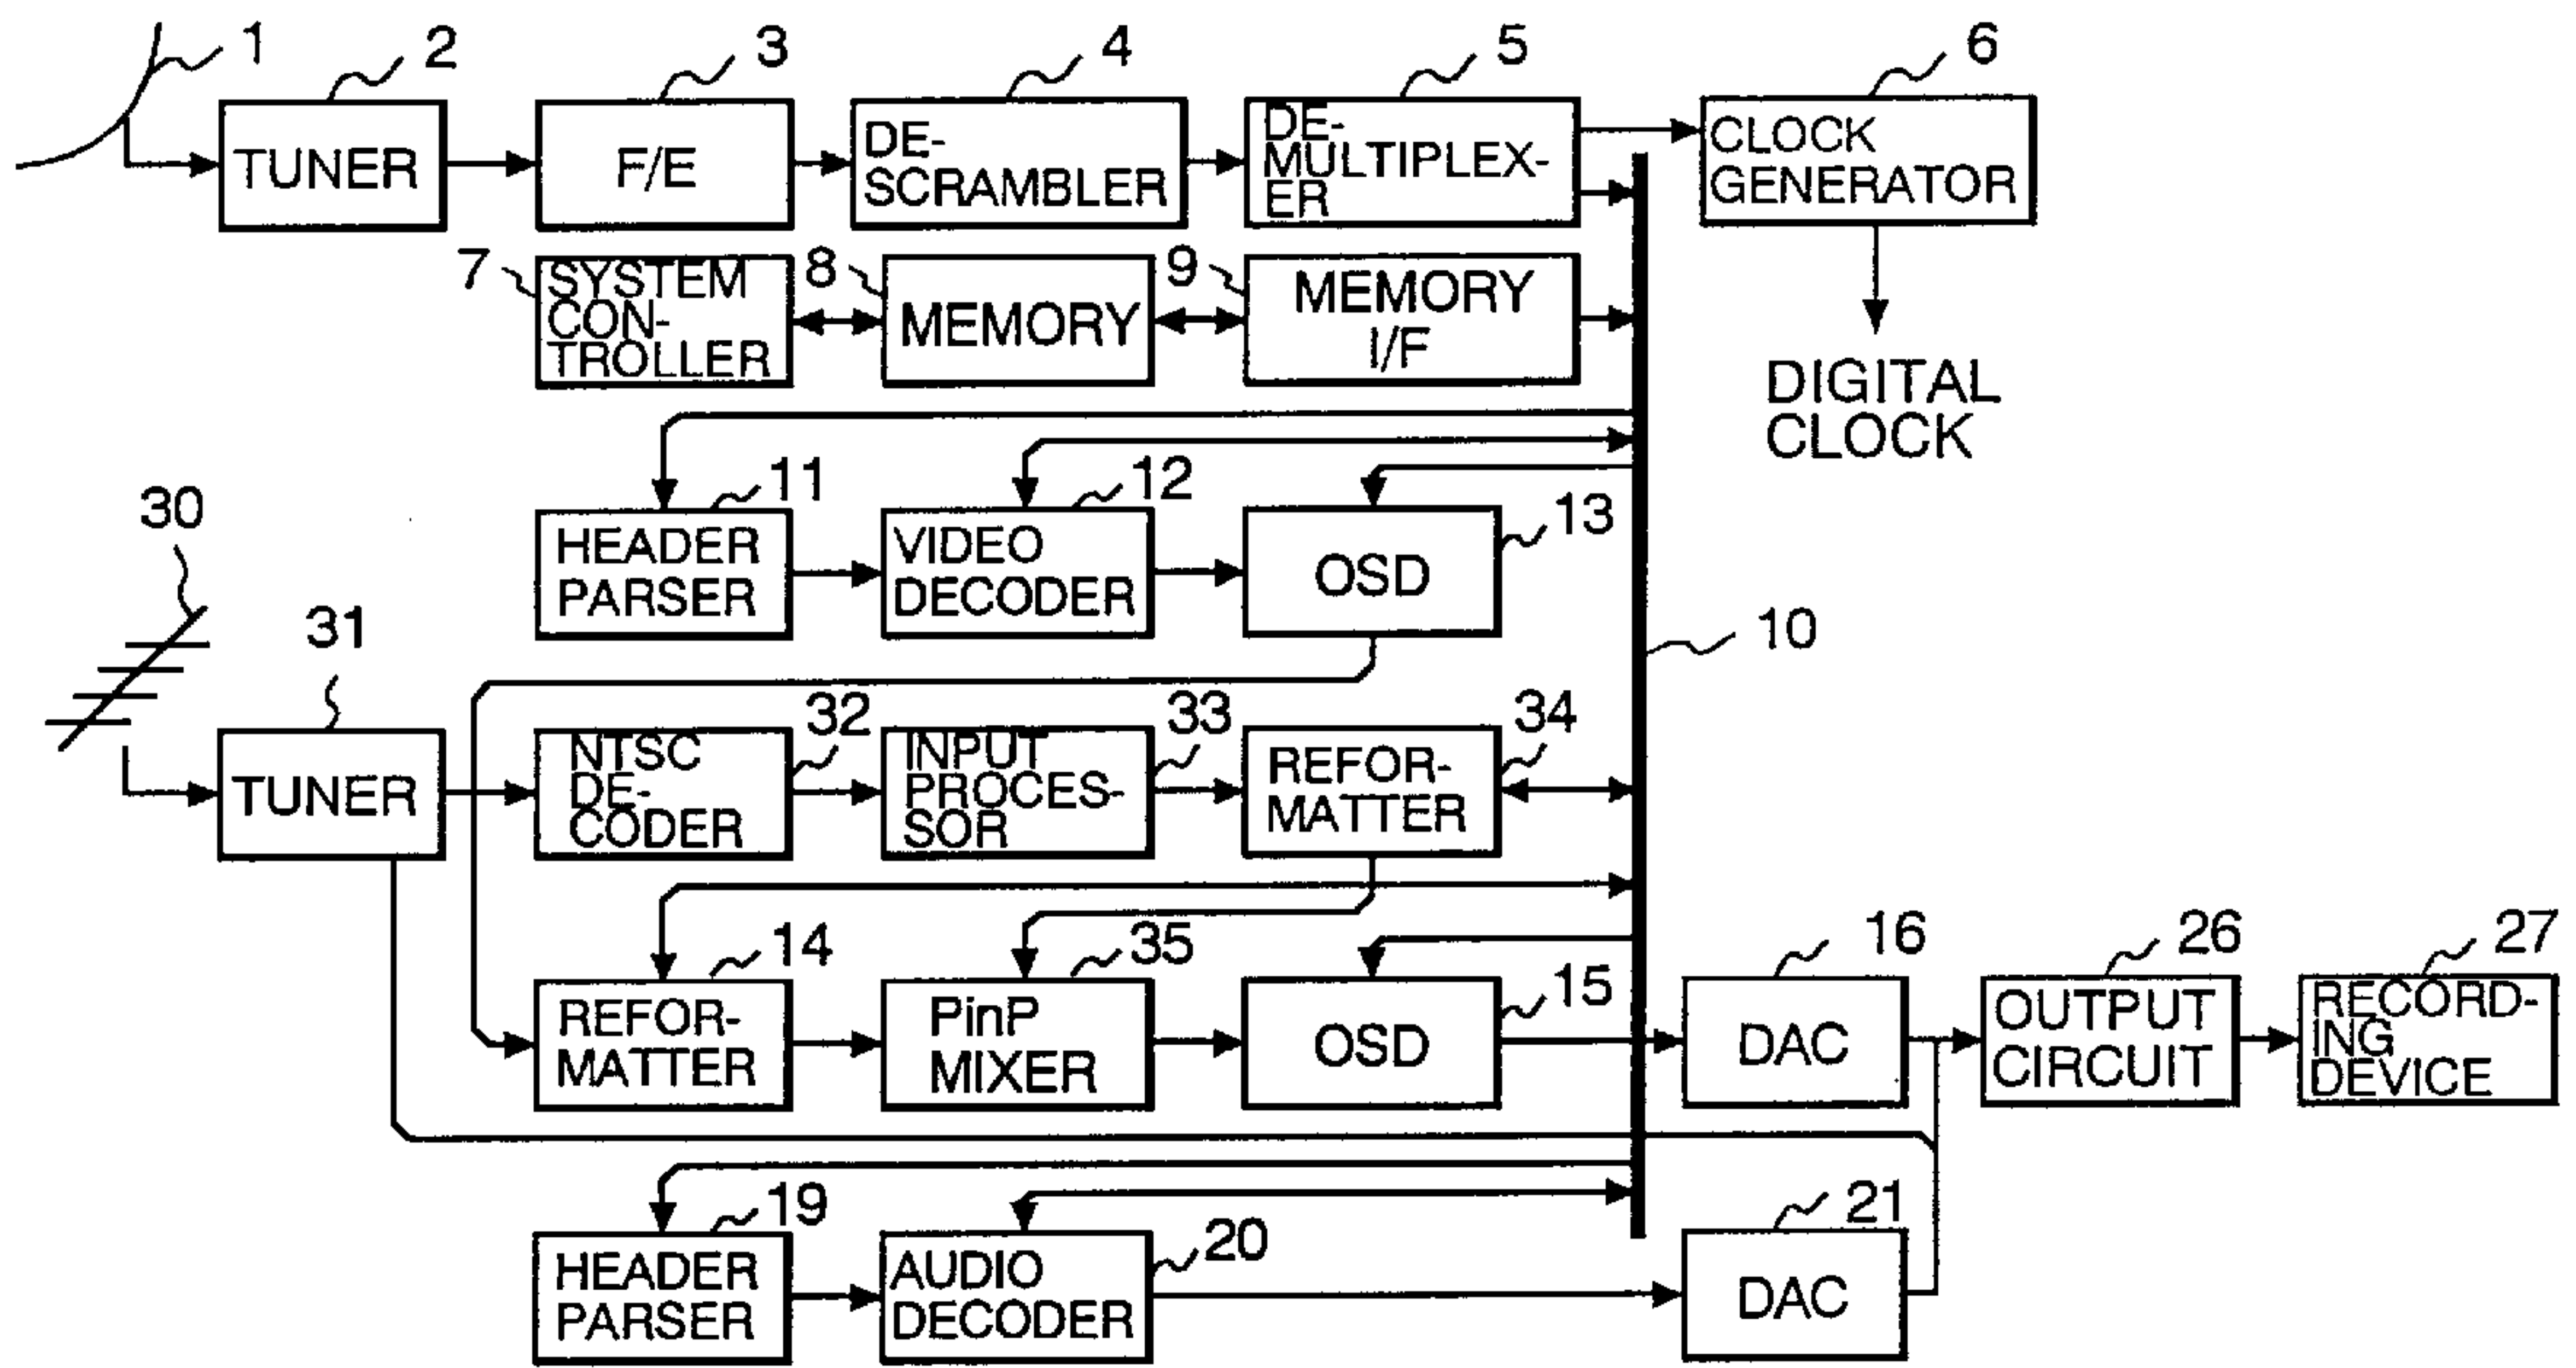 1
2
3
4
5
6
TUNER
F/E
DE-
SCRAMBLER
DE-
MULTIPLEX-
ER
CLOCK
GENERATOR
7
SYSTEM
CON-
TROLLER
8
MEMORY
9
MEMORY
I/F
DIGITAL
CLOCK
11
12
13
HEADER
PARSER
VIDEO
DECODER
OSD
10
30
31
32
33
34
TUNER
NTSC
DE-
CODER
INPUT
PROCES-
SOR
REFOR-
MATTER
14
35
15
16
26
27
REFOR-
MATTER
PinP
MIXER
OSD
DAC
OUTPUT
CIRCUIT
RECORD-
ING
DEVICE
19
20
21
HEADER
PARSER
AUDIO
DECODER
DAC